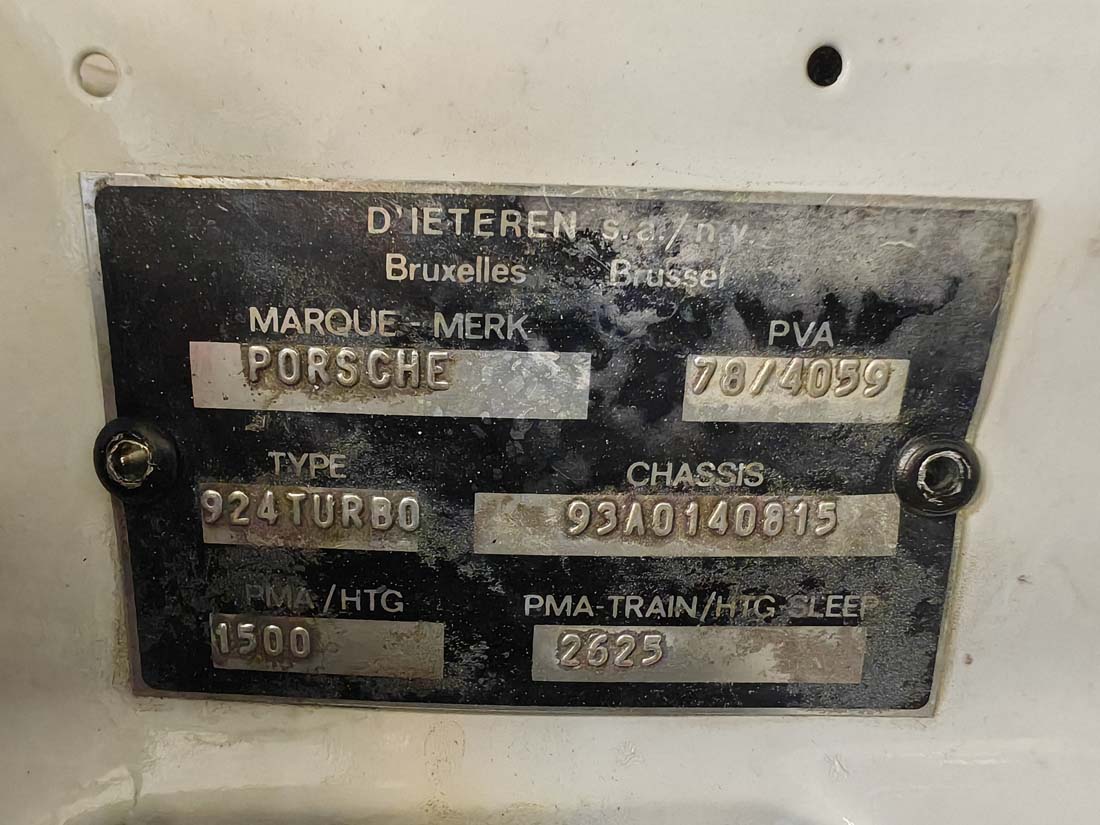 D'IETEREN s.a./n.v.
Bruxelles Brussel
MARQUE - MERK PVA
PORSCHE 78/4059
TYPE CHASSIS
924TURBO 93A0140815
PMA/HTG PMA-TRAIN/HTG-SLEEP
1500 2625